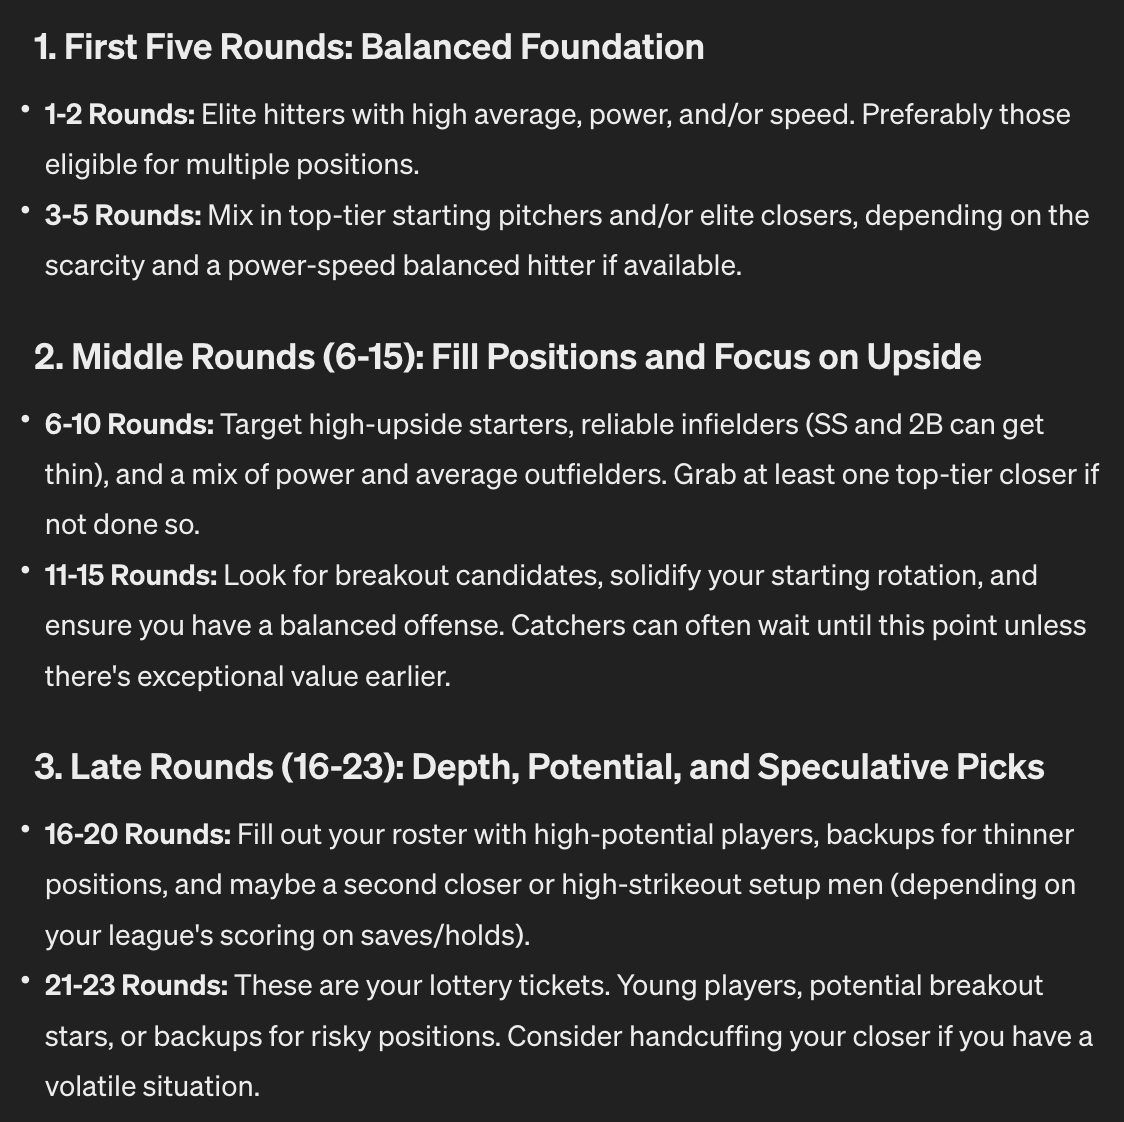 1. First Five Rounds: Balanced Foundation
• 1-2 Rounds: Elite hitters with high average, power, and/or speed. Preferably those
eligible for multiple positions.
• 3-5 Rounds: Mix in top-tier starting pitchers and/or elite closers, depending on the
scarcity and a power-speed balanced hitter if available.
2. Middle Rounds (6-15): Fill Positions and Focus on Upside
• 6-10 Rounds: Target high-upside starters, reliable infielders (SS and 2B can get
thin), and a mix of power and average outfielders. Grab at least one top-tier closer if
not done so.
• 11-15 Rounds: Look for breakout candidates, solidify your starting rotation, and
ensure you have a balanced offense. Catchers can often wait until this point unless
there's exceptional value earlier.
3. Late Rounds (16-23): Depth, Potential, and Speculative Picks
• 16-20 Rounds: Fill out your roster with high-potential players, backups for thinner
positions, and maybe a second closer or high-strikeout setup men (depending on
your league's scoring on saves/holds).
• 21-23 Rounds: These are your lottery tickets. Young players, potential breakout
stars, or backups for risky positions. Consider handcuffing your closer if you have a
volatile situation.